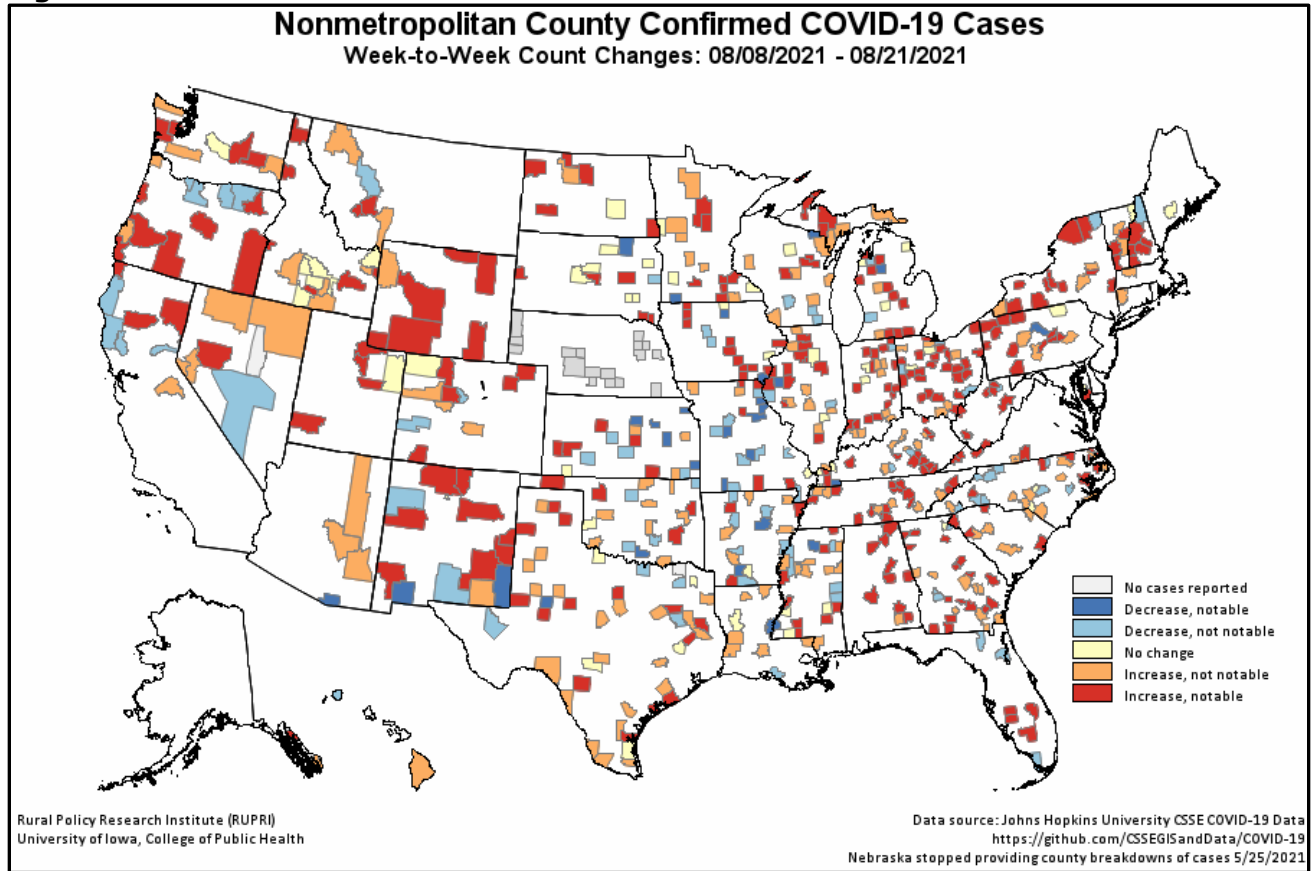 Nonmetropolitan County Confirmed COVID-19 Cases
Week-to-Week Count Changes: 08/08/2021 - 08/21/2021
No cases reported
Decrease, notable
Decrease, not notable
No change
Increase, not notable
Increase, notable
Rural Policy Research Institute (RUPRI)
University of Iowa, College of Public Health
Data source: Johns Hopkins University CSSE COVID-19 Data
https://github.com/CSSEGISandData/COVID-19
Nebraska stopped providing county breakdowns of cases 5/25/2021